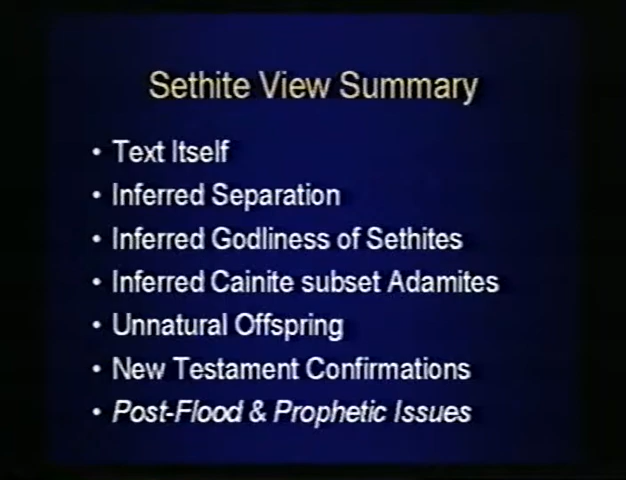 Sethite View Summary
• Text Itself
• Inferred Separation
• Inferred Godliness of Sethites
• Inferred Cainite subset Adamites
• Unnatural Offspring
• New Testament Confirmations
• Post-Flood & Prophetic Issues